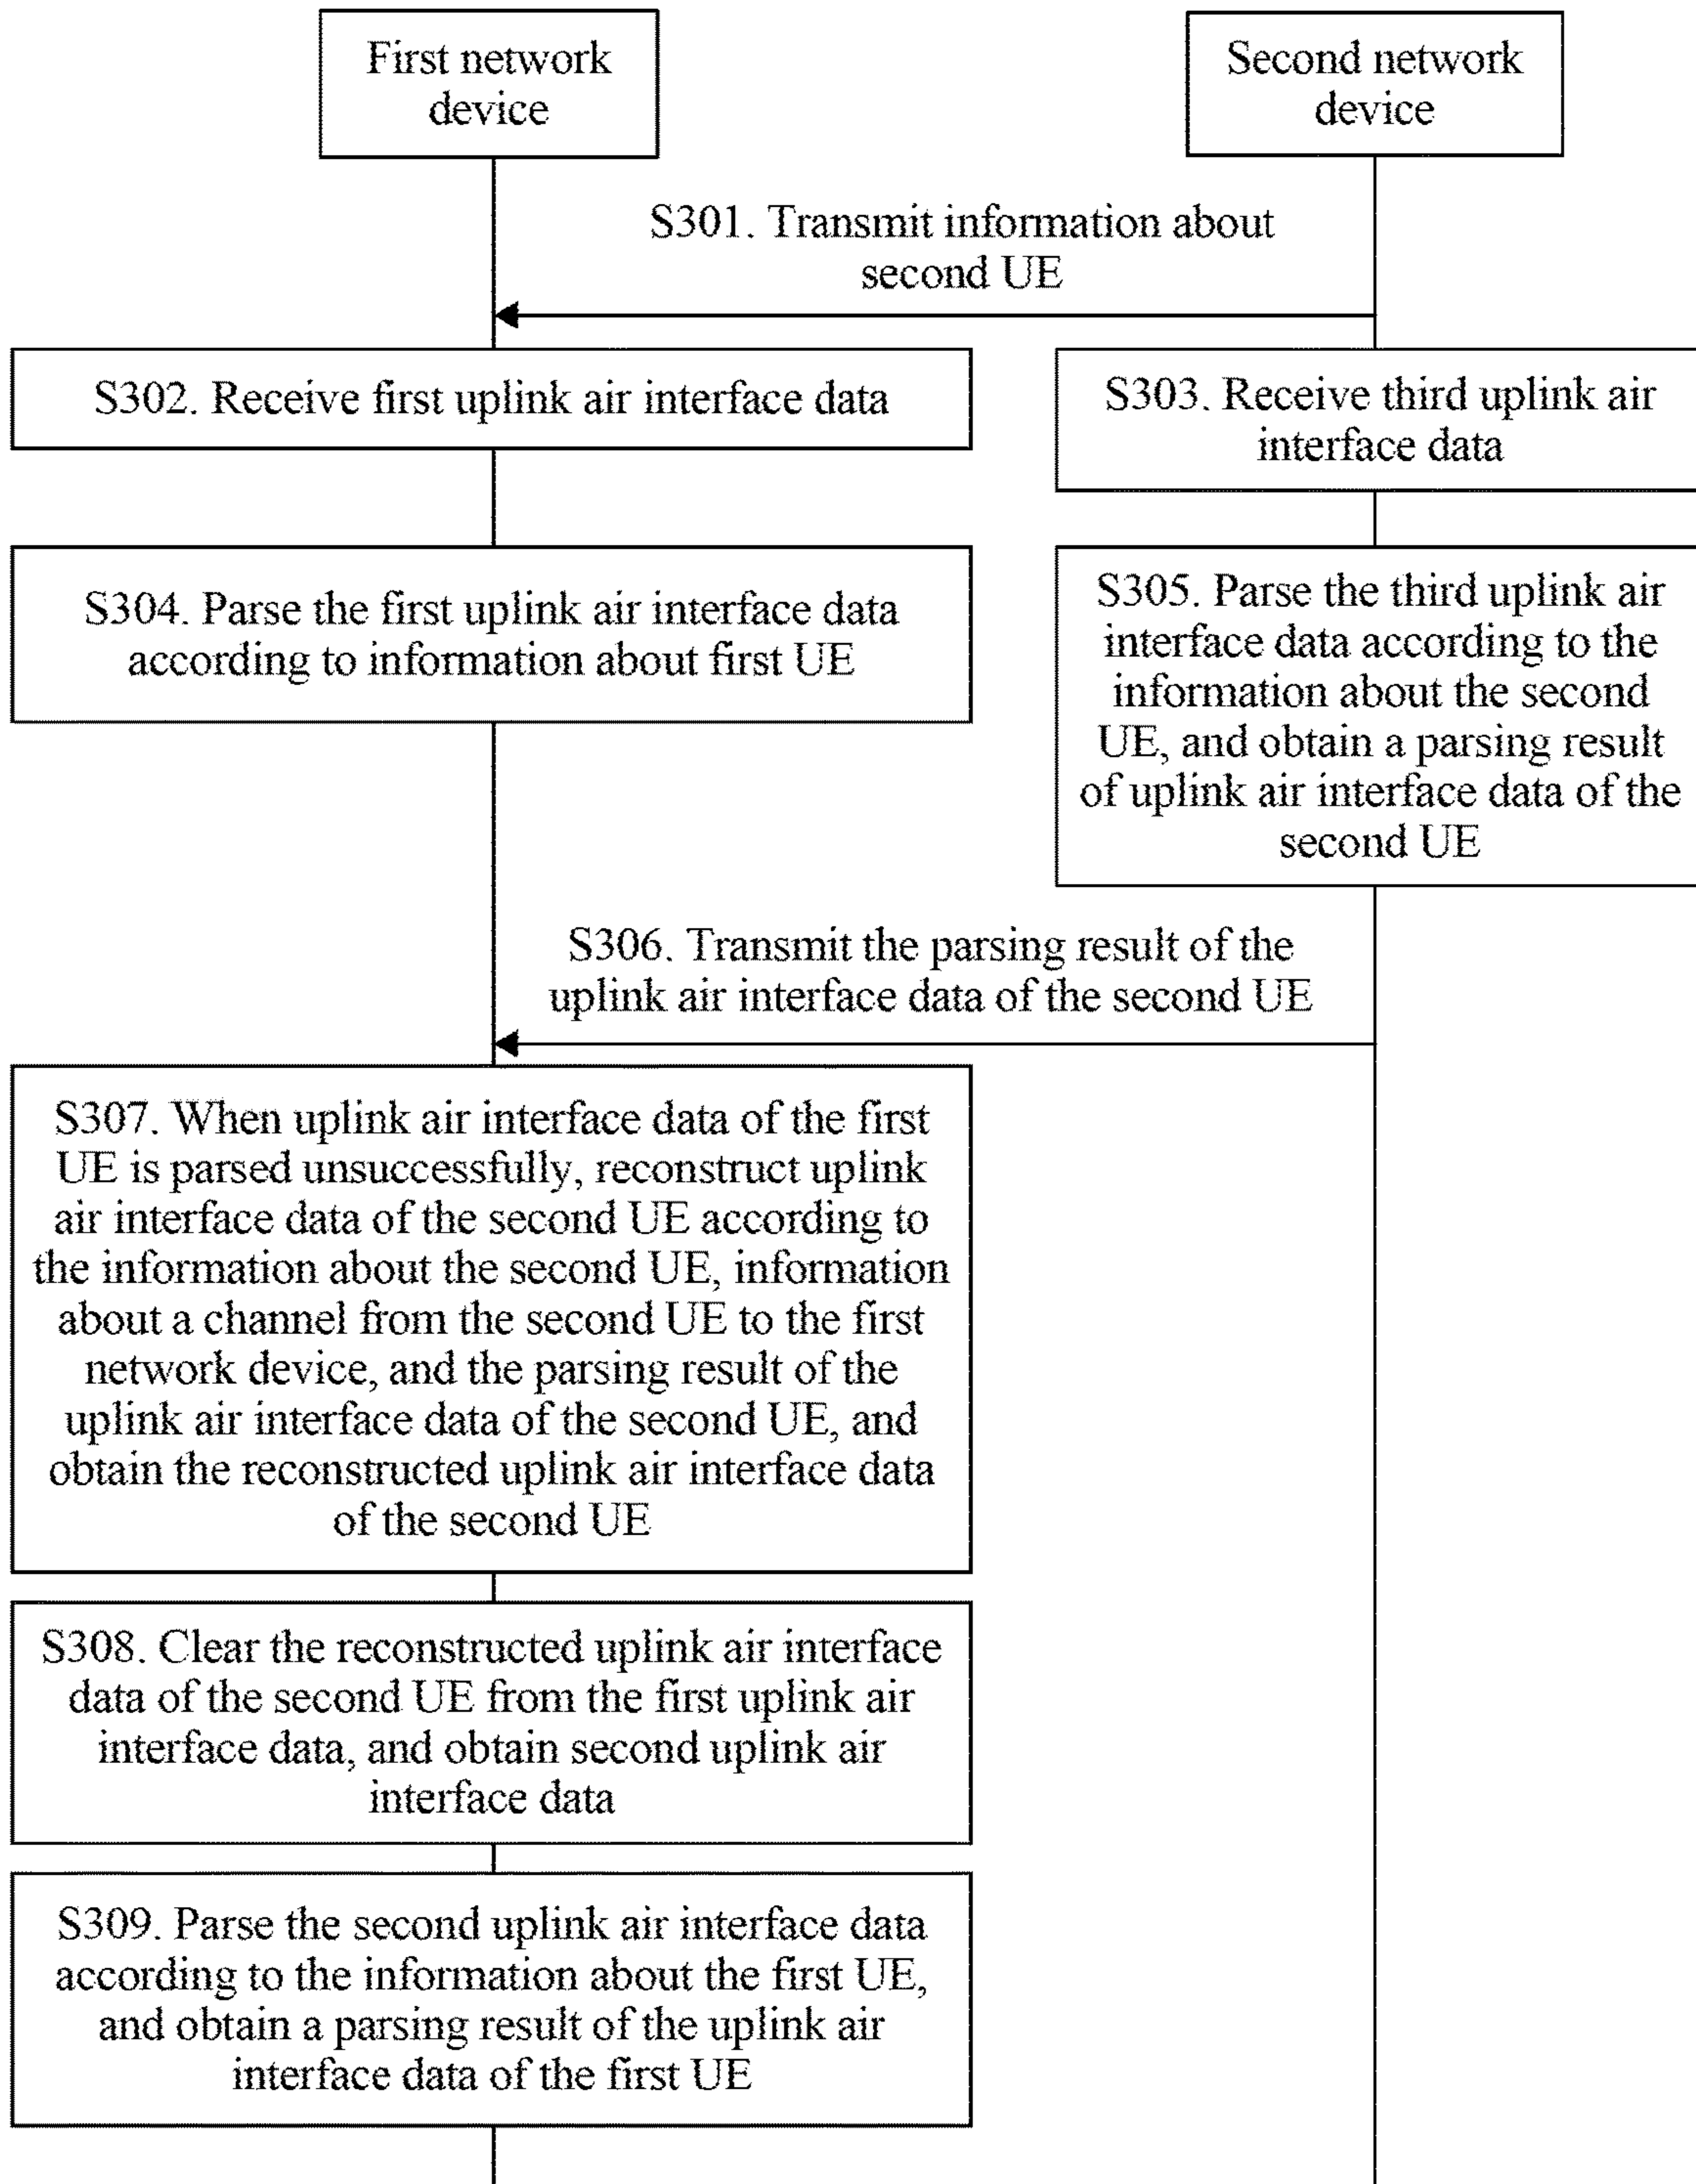 First network
device
Second network
device
S301. Transmit information about
second UE
S302. Receive first uplink air interface data
S303. Receive third uplink air
interface data
S304. Parse the first uplink air interface data
according to information about first UE
S305. Parse the third uplink air
interface data according to the
information about the second
UE, and obtain a parsing result
of uplink air interface data of the
second UE
S306. Transmit the parsing result of the
uplink air interface data of the second UE
S307. When uplink air interface data of the first
UE is parsed unsuccessfully, reconstruct uplink
air interface data of the second UE according to
the information about the second UE, information
about a channel from the second UE to the first
network device, and the parsing result of the
uplink air interface data of the second UE, and
obtain the reconstructed uplink air interface data
of the second UE
S308. Clear the reconstructed uplink air interface
data of the second UE from the first uplink air
interface data, and obtain second uplink air
interface data
S309. Parse the second uplink air interface data
according to the information about the first UE,
and obtain a parsing result of the uplink air
interface data of the first UE